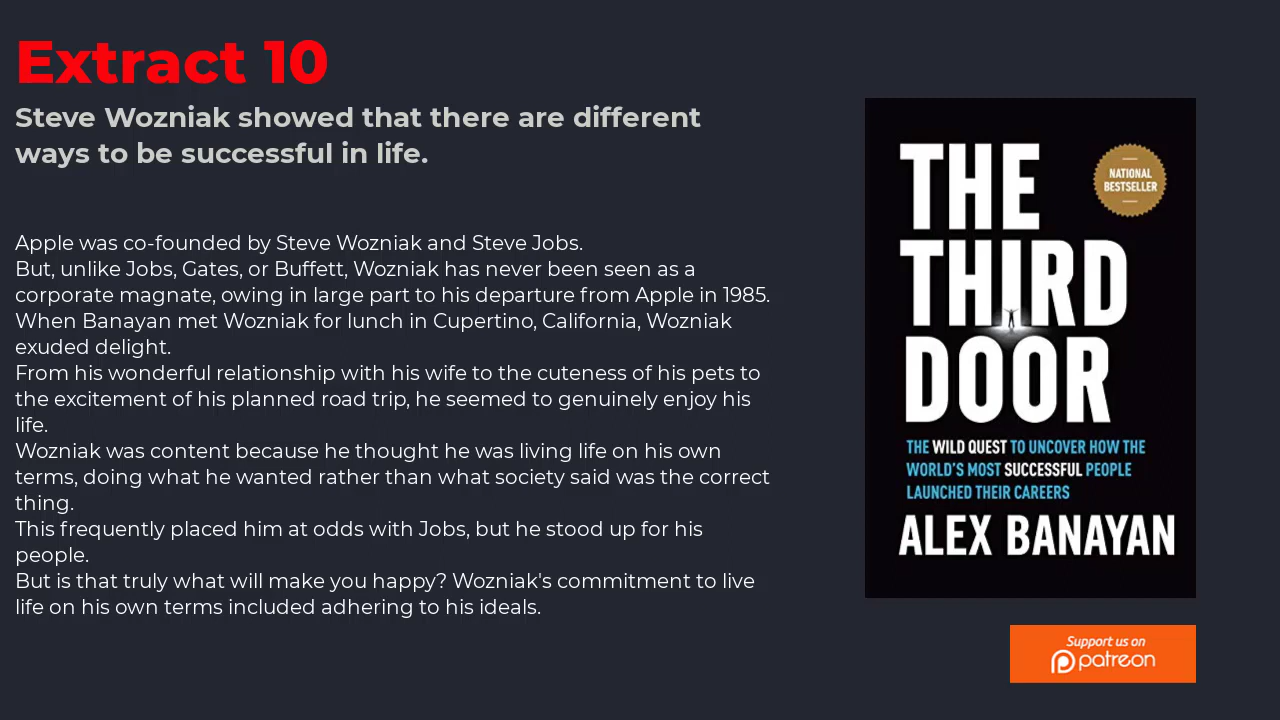 Extract 10
Steve Wozniak showed that there are different
ways to be successful in life.
Apple was co-founded by Steve Wozniak and Steve Jobs.
But, unlike Jobs, Gates, or Buffett, Wozniak has never been seen as a
corporate magnate, owing in large part to his departure from Apple in 1985.
When Banayan met Wozniak for lunch in Cupertino, California, Wozniak
exuded delight.
From his wonderful relationship with his wife to the cuteness of his pets to
the excitement of his planned road trip, he seemed to genuinely enjoy his
life.
Wozniak was content because he thought he was living life on his own
terms, doing what he wanted rather than what society said was the correct
thing.
This frequently placed him at odds with Jobs, but he stood up for his
people.
But is that truly what will make you happy? Wozniak's commitment to live
life on his own terms included adhering to his ideals.
THE
THIRD
DOOR
NATIONAL
BESTSELLER
THE WILD QUEST TO UNCOVER HOW THE
WORLD'S MOST SUCCESSFUL PEOPLE
LAUNCHED THEIR CAREERS
ALEX BANAYAN
Support us on
patreon